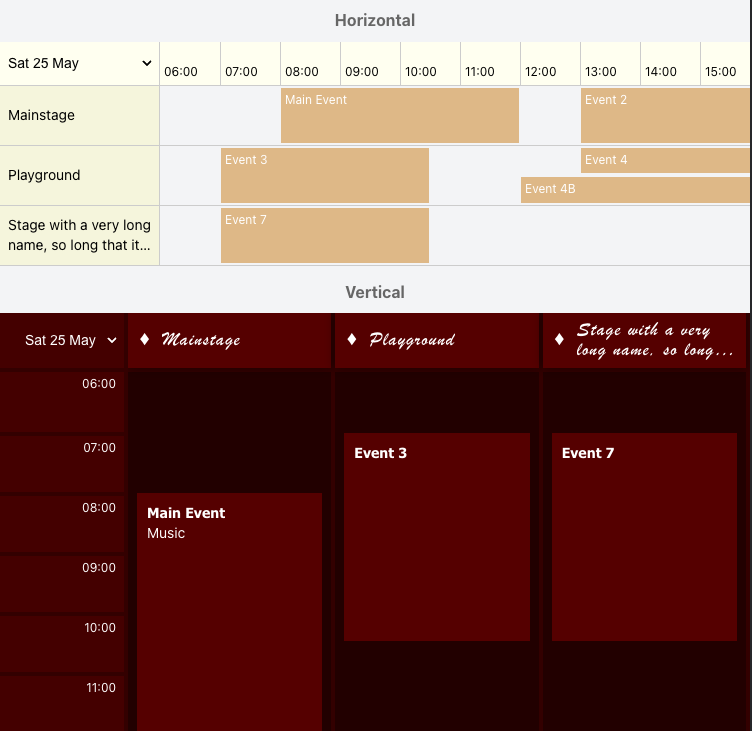 Horizontal
Sat 25 May
06:00 07:00 08:00 09:00 10:00 11:00 12:00 13:00 14:00 15:00
Mainstage
Main Event
Event 2
Playground
Event 3
Event 4
Event 4B
Stage with a very long
name, so long that it...
Event 7
Vertical
Sat 25 May
Mainstage
Playground
Stage with a very
long name, so long...
06:00
07:00
Event 3
Event 7
08:00
Main Event
Music
09:00
10:00
11:00